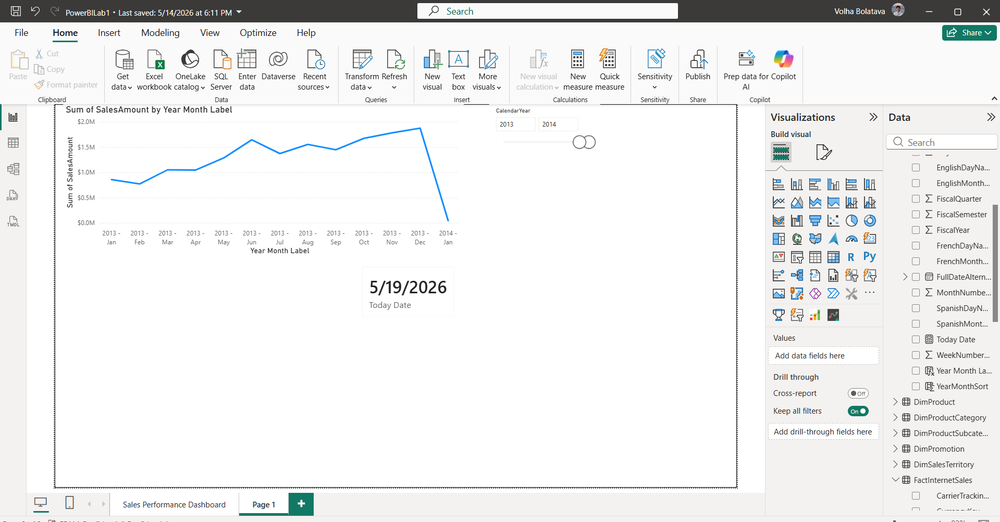 PowerBILab1 • Last saved: 5/14/2026 at 6:11 PM
Search
Volha Bolatava
File Home Insert Modeling View Optimize Help
Share
Paste
Cut
Copy
Format painter
Clipboard
Get data
Excel workbook
OneLake catalog
SQL Server
Enter data
Dataverse
Recent sources
Data
Transform data
Refresh
Queries
New visual
Text box
More visuals
Insert
New visual calculation
New measure
Quick measure
Calculations
Sensitivity
Sensitivity
Publish
Share
Prep data for AI
Copilot
Copilot
Sum of SalesAmount by Year Month Label
Sum of SalesAmount
$2.0M
$1.5M
$1.0M
$0.5M
$0.0M
2013 - Jan
2013 - Feb
2013 - Mar
2013 - Apr
2013 - May
2013 - Jun
2013 - Jul
2013 - Aug
2013 - Sep
2013 - Oct
2013 - Nov
2013 - Dec
2014 - Jan
Year Month Label
CalendarYear
2013
2014
5/19/2026
Today Date
Visualizations
Build visual
123
R
Py
Values
Add data fields here
Drill through
Cross-report
Off
Keep all filters
On
Add drill-through fields here
Data
Search
EnglishDayNa...
EnglishMonth...
FiscalQuarter
FiscalSemester
FiscalYear
FrenchDayNa...
FrenchMonth...
FullDateAltern...
MonthNumbe...
SpanishDayN...
SpanishMont...
Today Date
WeekNumber...
Year Month La...
YearMonthSort
DimProduct
DimProductCategory
DimProductSubcate...
DimPromotion
DimSalesTerritory
FactInternetSales
CarrierTrackin...
DAX
TMDL
Sales Performance Dashboard
Page 1